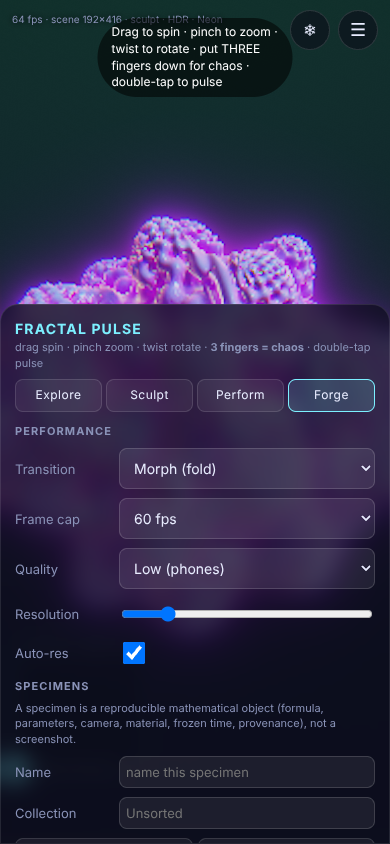 64 fps · scene 192×416 · sculpt · HDR · Neon
Drag to spin · pinch to zoom ·
twist to rotate · put THREE
fingers down for chaos ·
double-tap to pulse
FRACTAL PULSE
drag spin · pinch zoom · twist rotate · 3 fingers = chaos · double-tap
pulse
Explore Sculpt Perform Forge
PERFORMANCE
Transition Morph (fold)
Frame cap 60 fps
Quality Low (phones)
Resolution
Auto-res
SPECIMENS
A specimen is a reproducible mathematical object (formula,
parameters, camera, material, frozen time, provenance), not a
screenshot.
Name name this specimen
Collection Unsorted